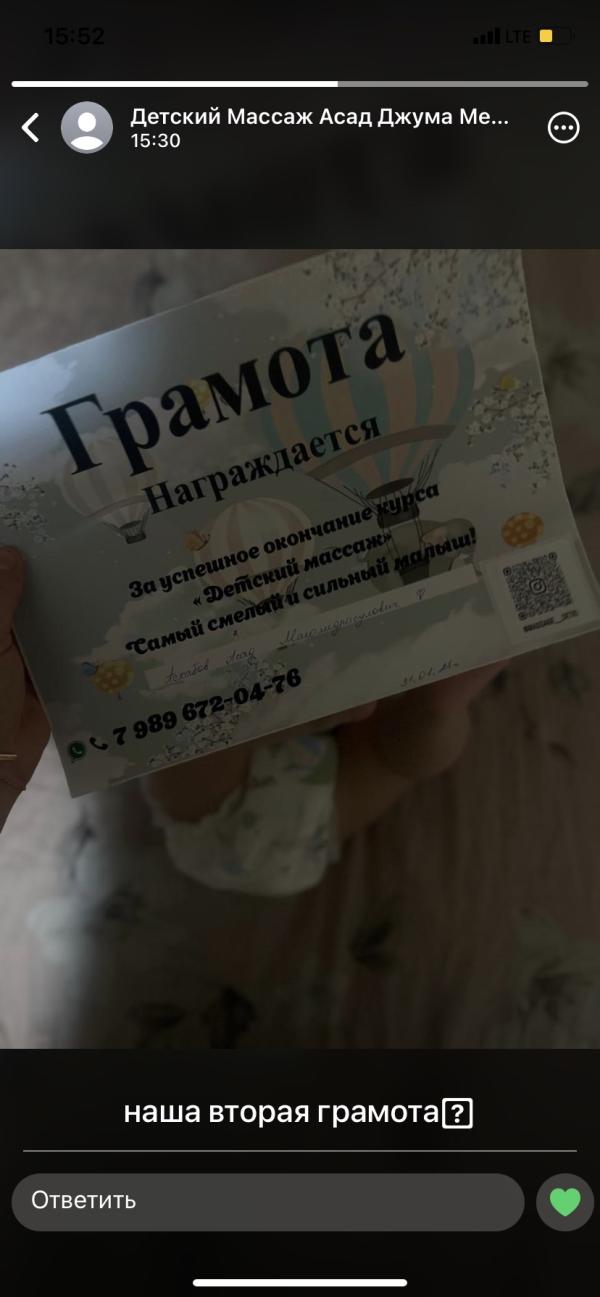 15:52
LTE
Детский Массаж Асад Джума Ме...
15:30
Грамота
Награждается
За успешное окончание курса
«Детский массаж»
"Самый смелый и сильный малыш!
Асад
7 989 672-04-76
наша вторая грамота
Ответить